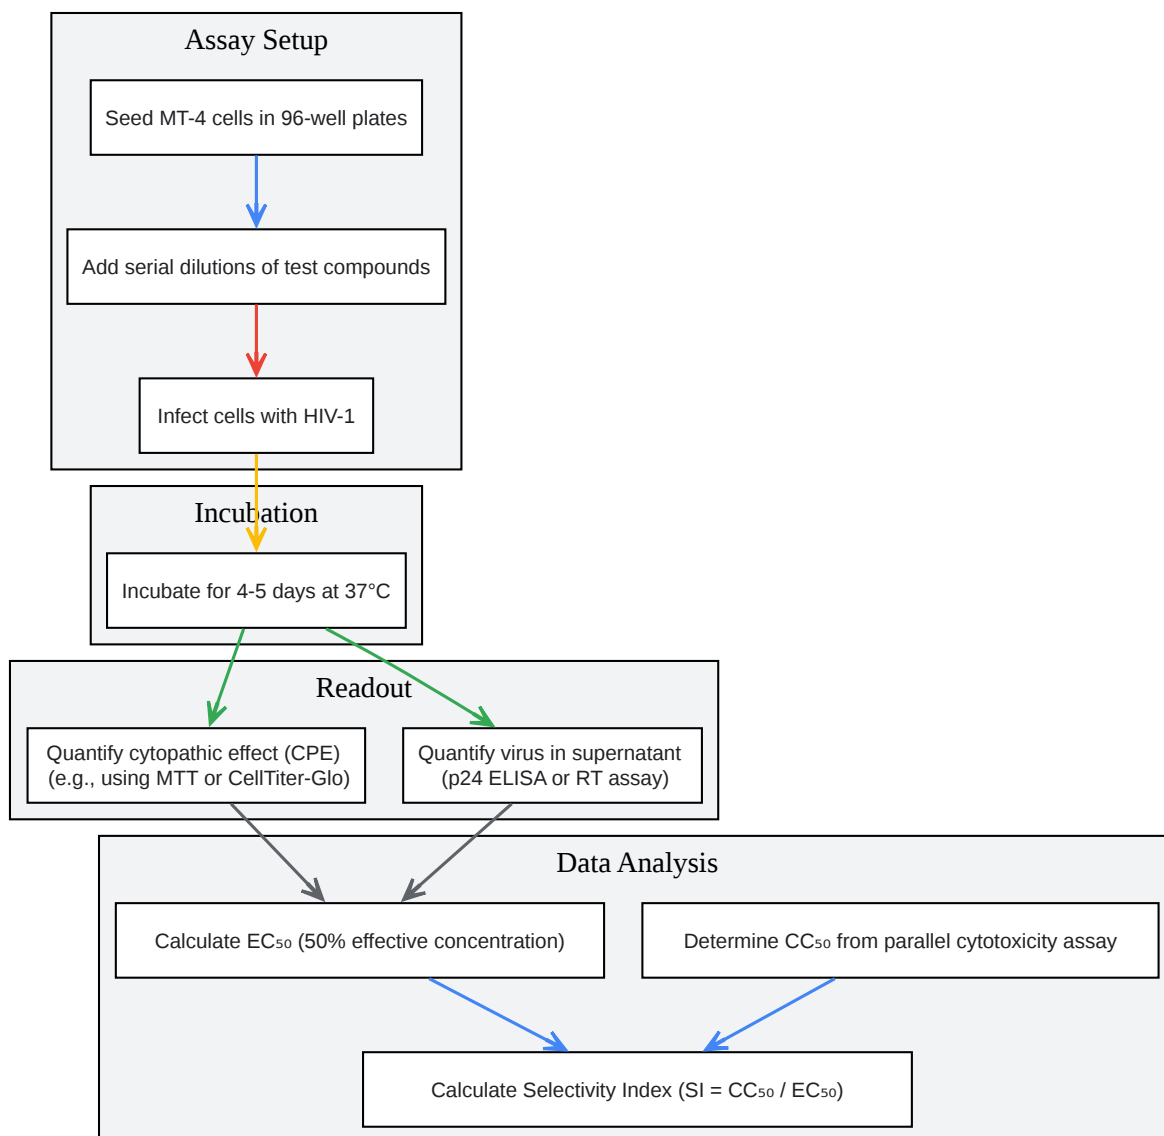 Assay Setup
Seed MT-4 cells in 96-well plates
Add serial dilutions of test compounds
Infect cells with HIV-1
Incubation
Incubate for 4-5 days at 37°C
Readout
Quantify cytopathic effect (CPE)
(e.g., using MTT or CellTiter-Glo)
Quantify virus in supernatant
(p24 ELISA or RT assay)
Data Analysis
Calculate EC₅₀ (50% effective concentration)
Determine CC₅₀ from parallel cytotoxicity assay
Calculate Selectivity Index (SI = CC₅₀ / EC₅₀)